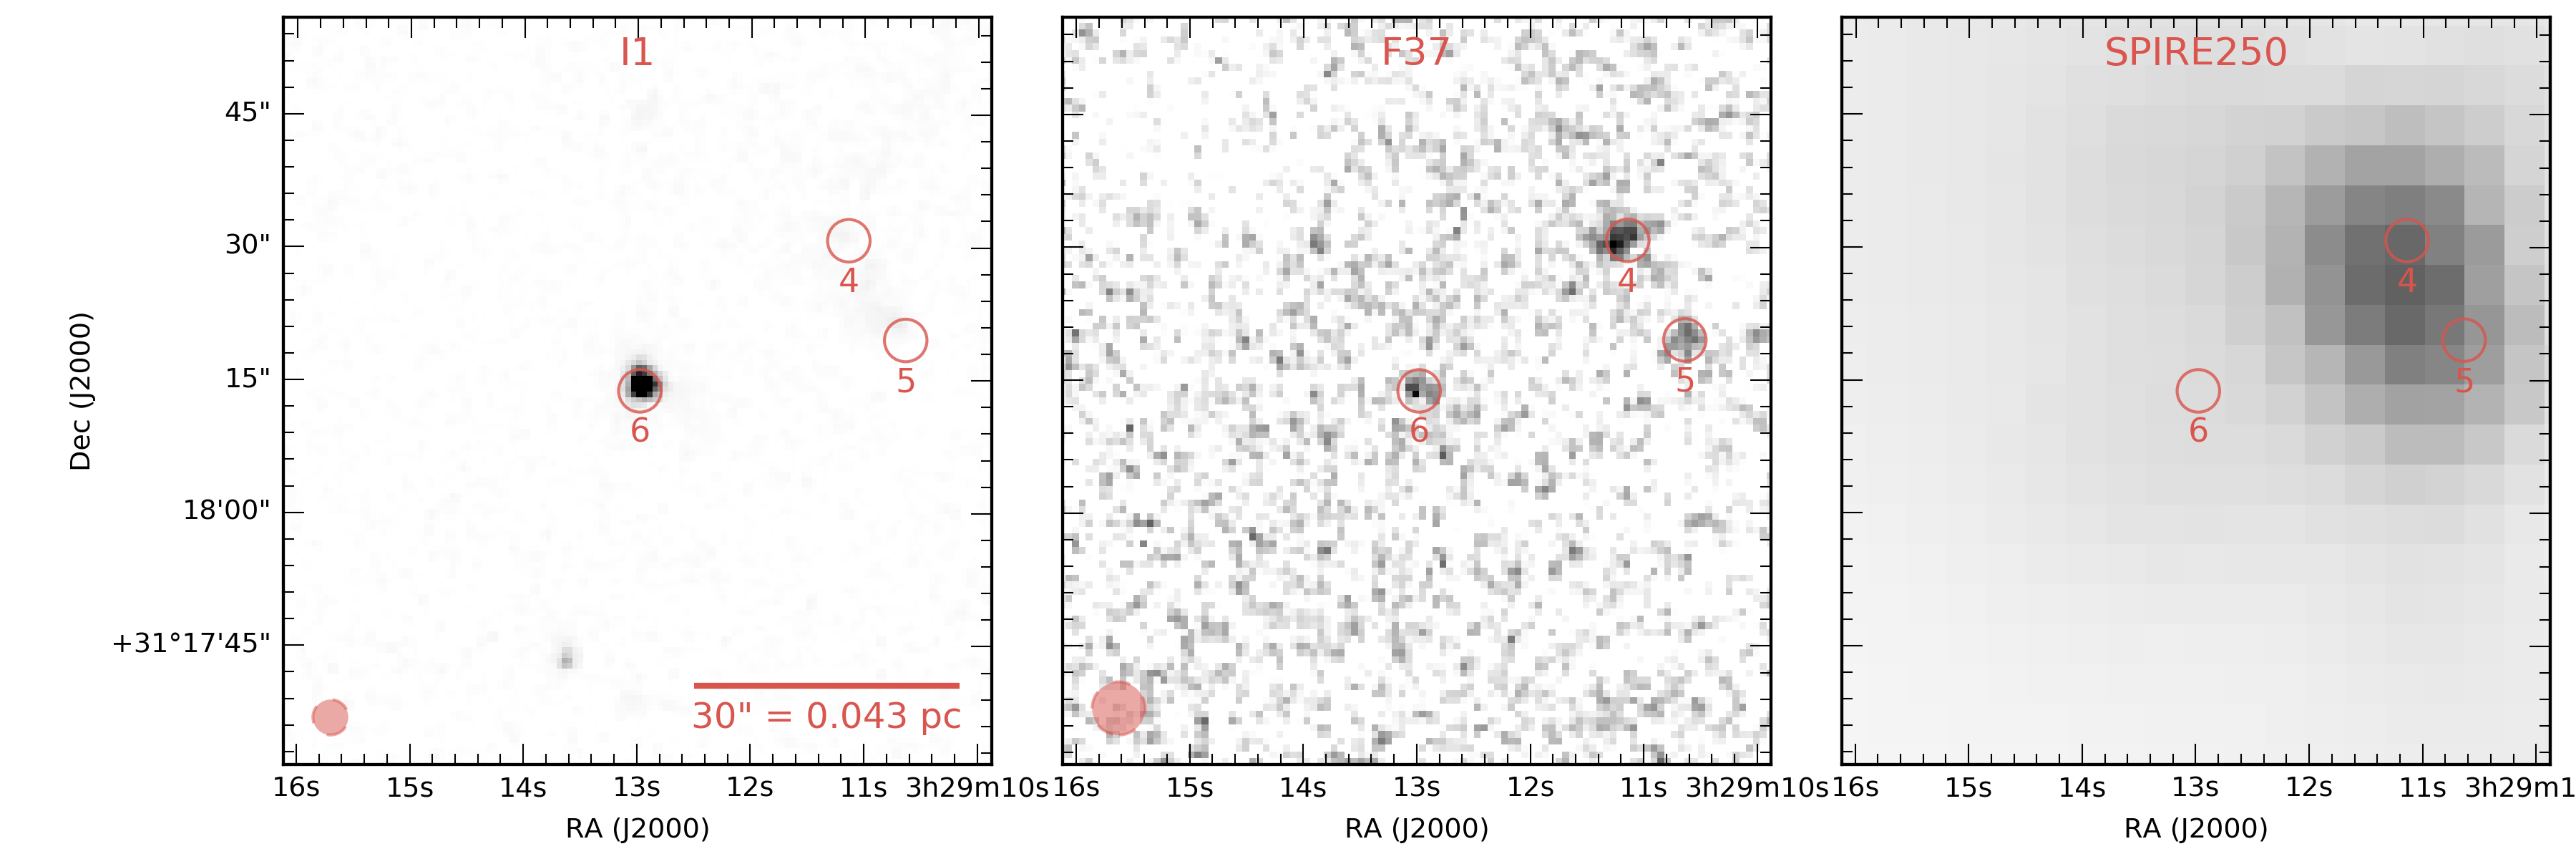 I1
F37
SPIRE250
45"
30"
15"
18'00"
+31°17'45"
Dec (J2000)
4
5
6
30" = 0.043 pc
4
5
6
4
5
6
16s 15s 14s 13s 12s 11s 3h29m10s
16s 15s 14s 13s 12s 11s 3h29m10s
16s 15s 14s 13s 12s 11s 3h29m1
RA (J2000)
RA (J2000)
RA (J2000)